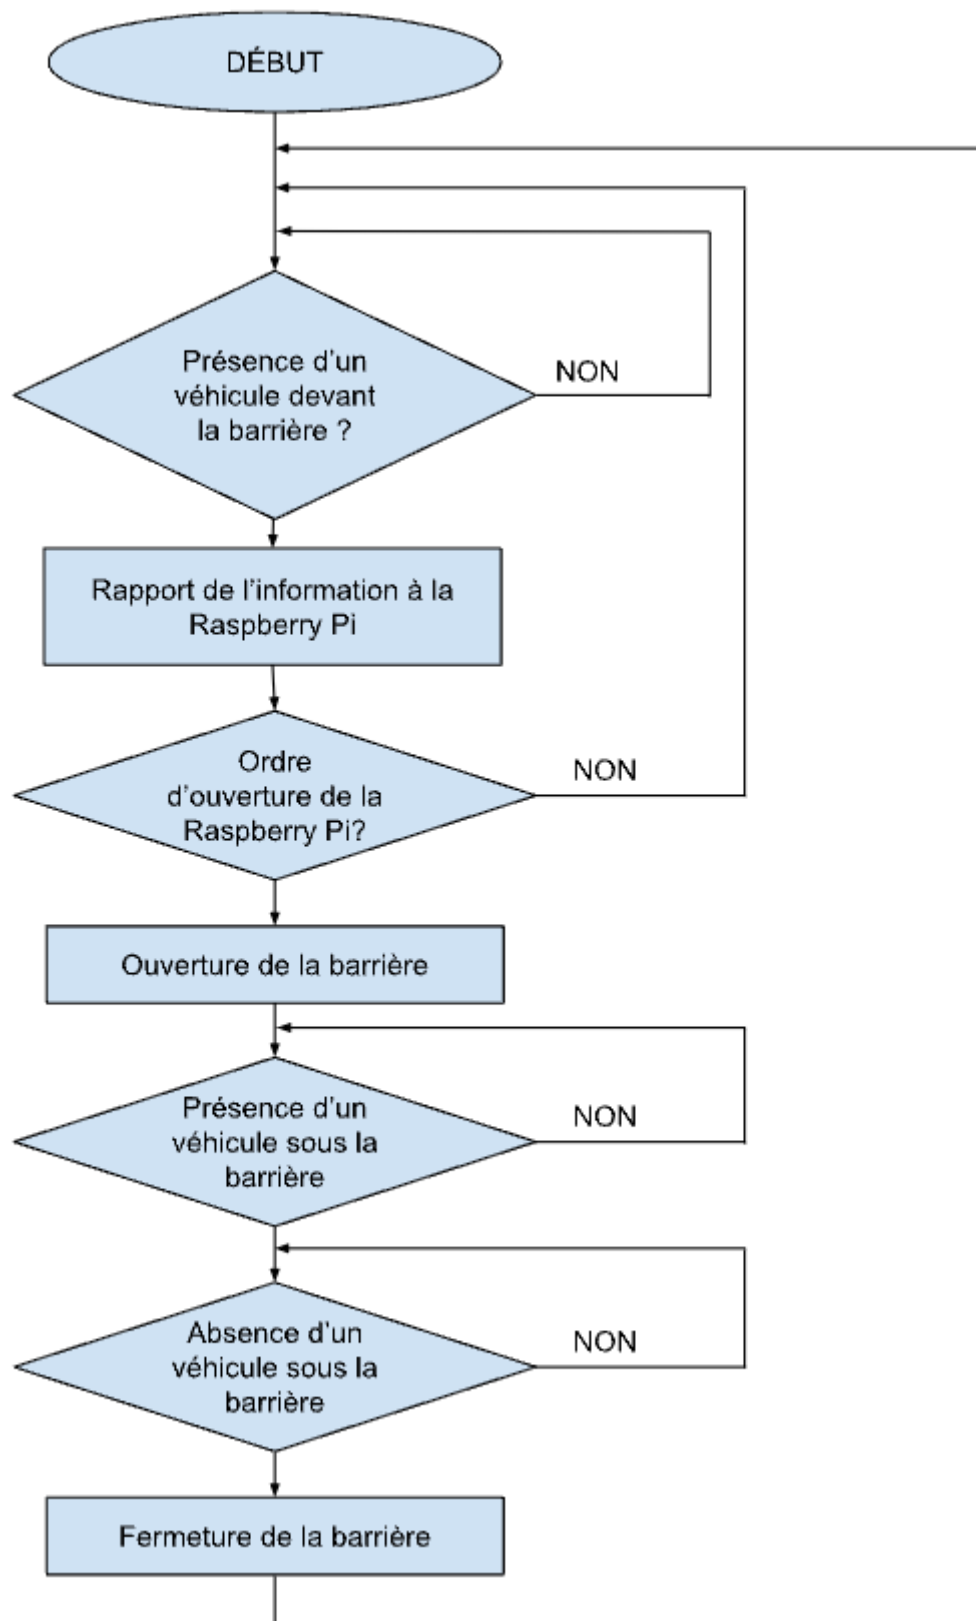 DÉBUT
Présence d'un
véhicule devant
la barrière ?
NON
Rapport de l'information à la
Raspberry Pi
Ordre
d'ouverture de la
Raspberry Pi?
NON
Ouverture de la barrière
Présence d'un
véhicule sous la
barrière
NON
Absence d'un
véhicule sous la
barrière
NON
Fermeture de la barrière